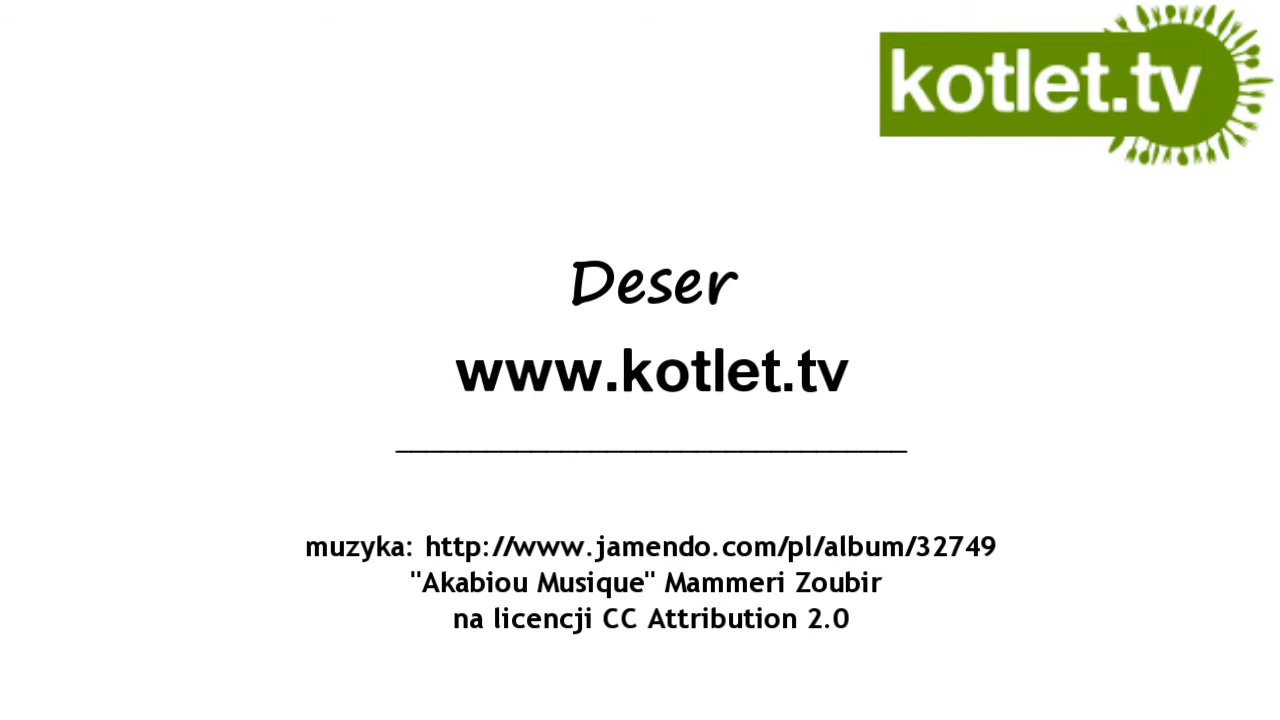 kotlet.tv
Deser
www.kotlet.tv
muzyka: http://www.jamendo.com/pl/album/32749
"Akabiou Musique" Mammeri Zoubir
na licencji CC Attribution 2.0